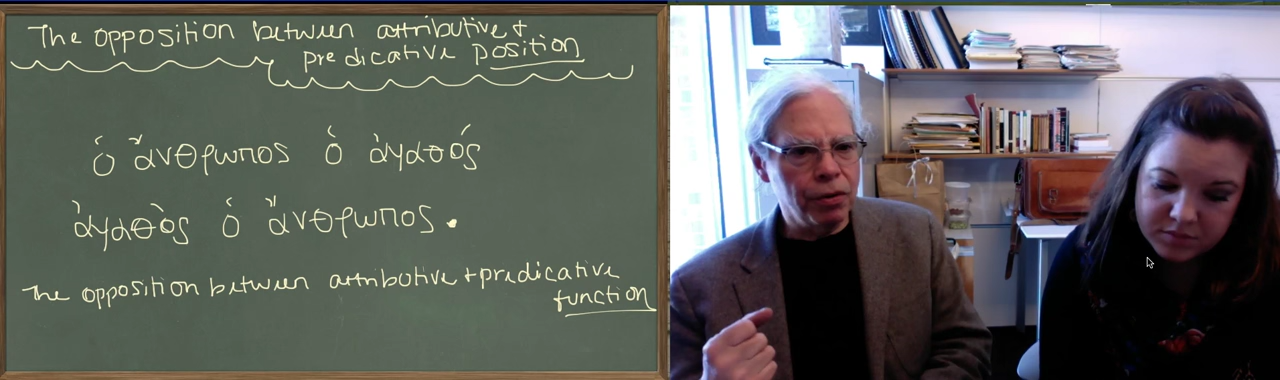 The opposition between attributive +
predicative position
ὁ ἄνθρωπος ὁ ἀγαθός
ἀγαθὸς ὁ ἄνθρωπος.
The opposition between attributive + predicative
function